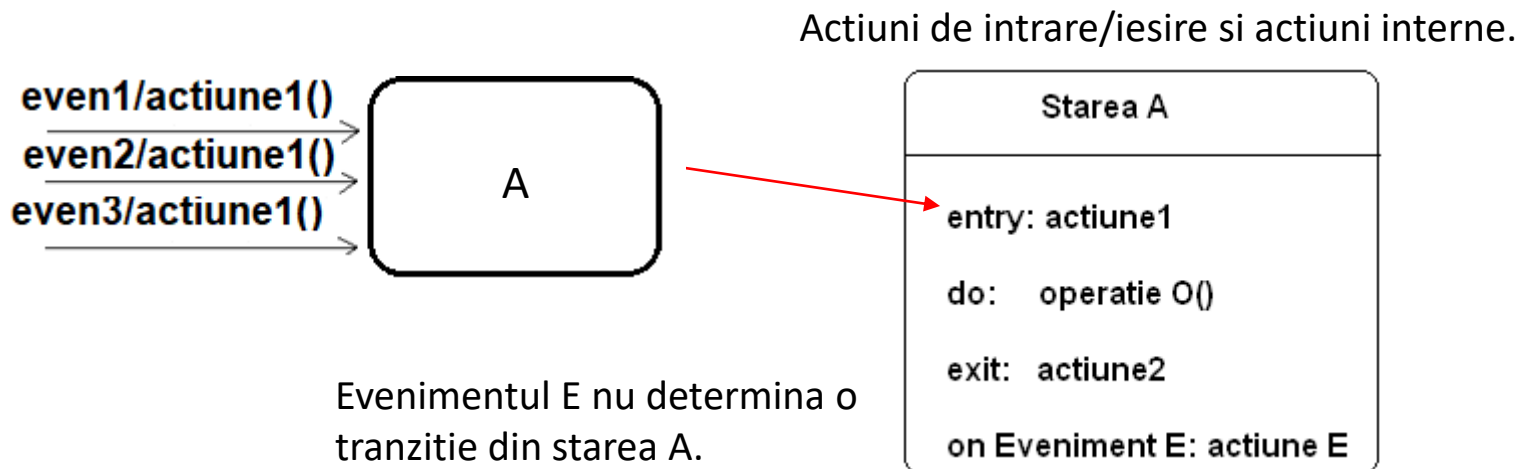 Actiuni de intrare/iesire si actiuni interne.
even1/actiune1()
even2/actiune1()
even3/actiune1()
A
Starea A
entry: actiune1
do: operatie O()
exit: actiune2
on Eveniment E: actiune E
Evenimentul E nu determina o
tranzitie din starea A.